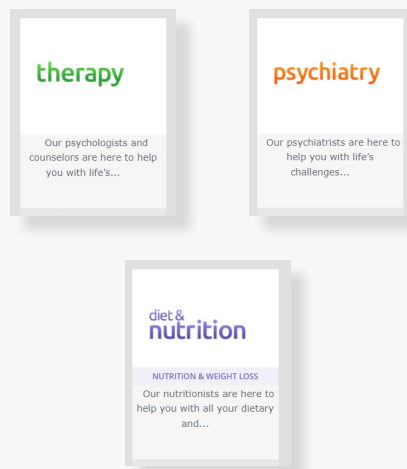 therapy
Our psychologists and
counselors are here to help
you with life's...
psychiatry
Our psychiatrists are here to
help you with life's
challenges...
diet &
nutrition
NUTRITION & WEIGHT LOSS
Our nutritionists are here to
help you with all your dietary
and...